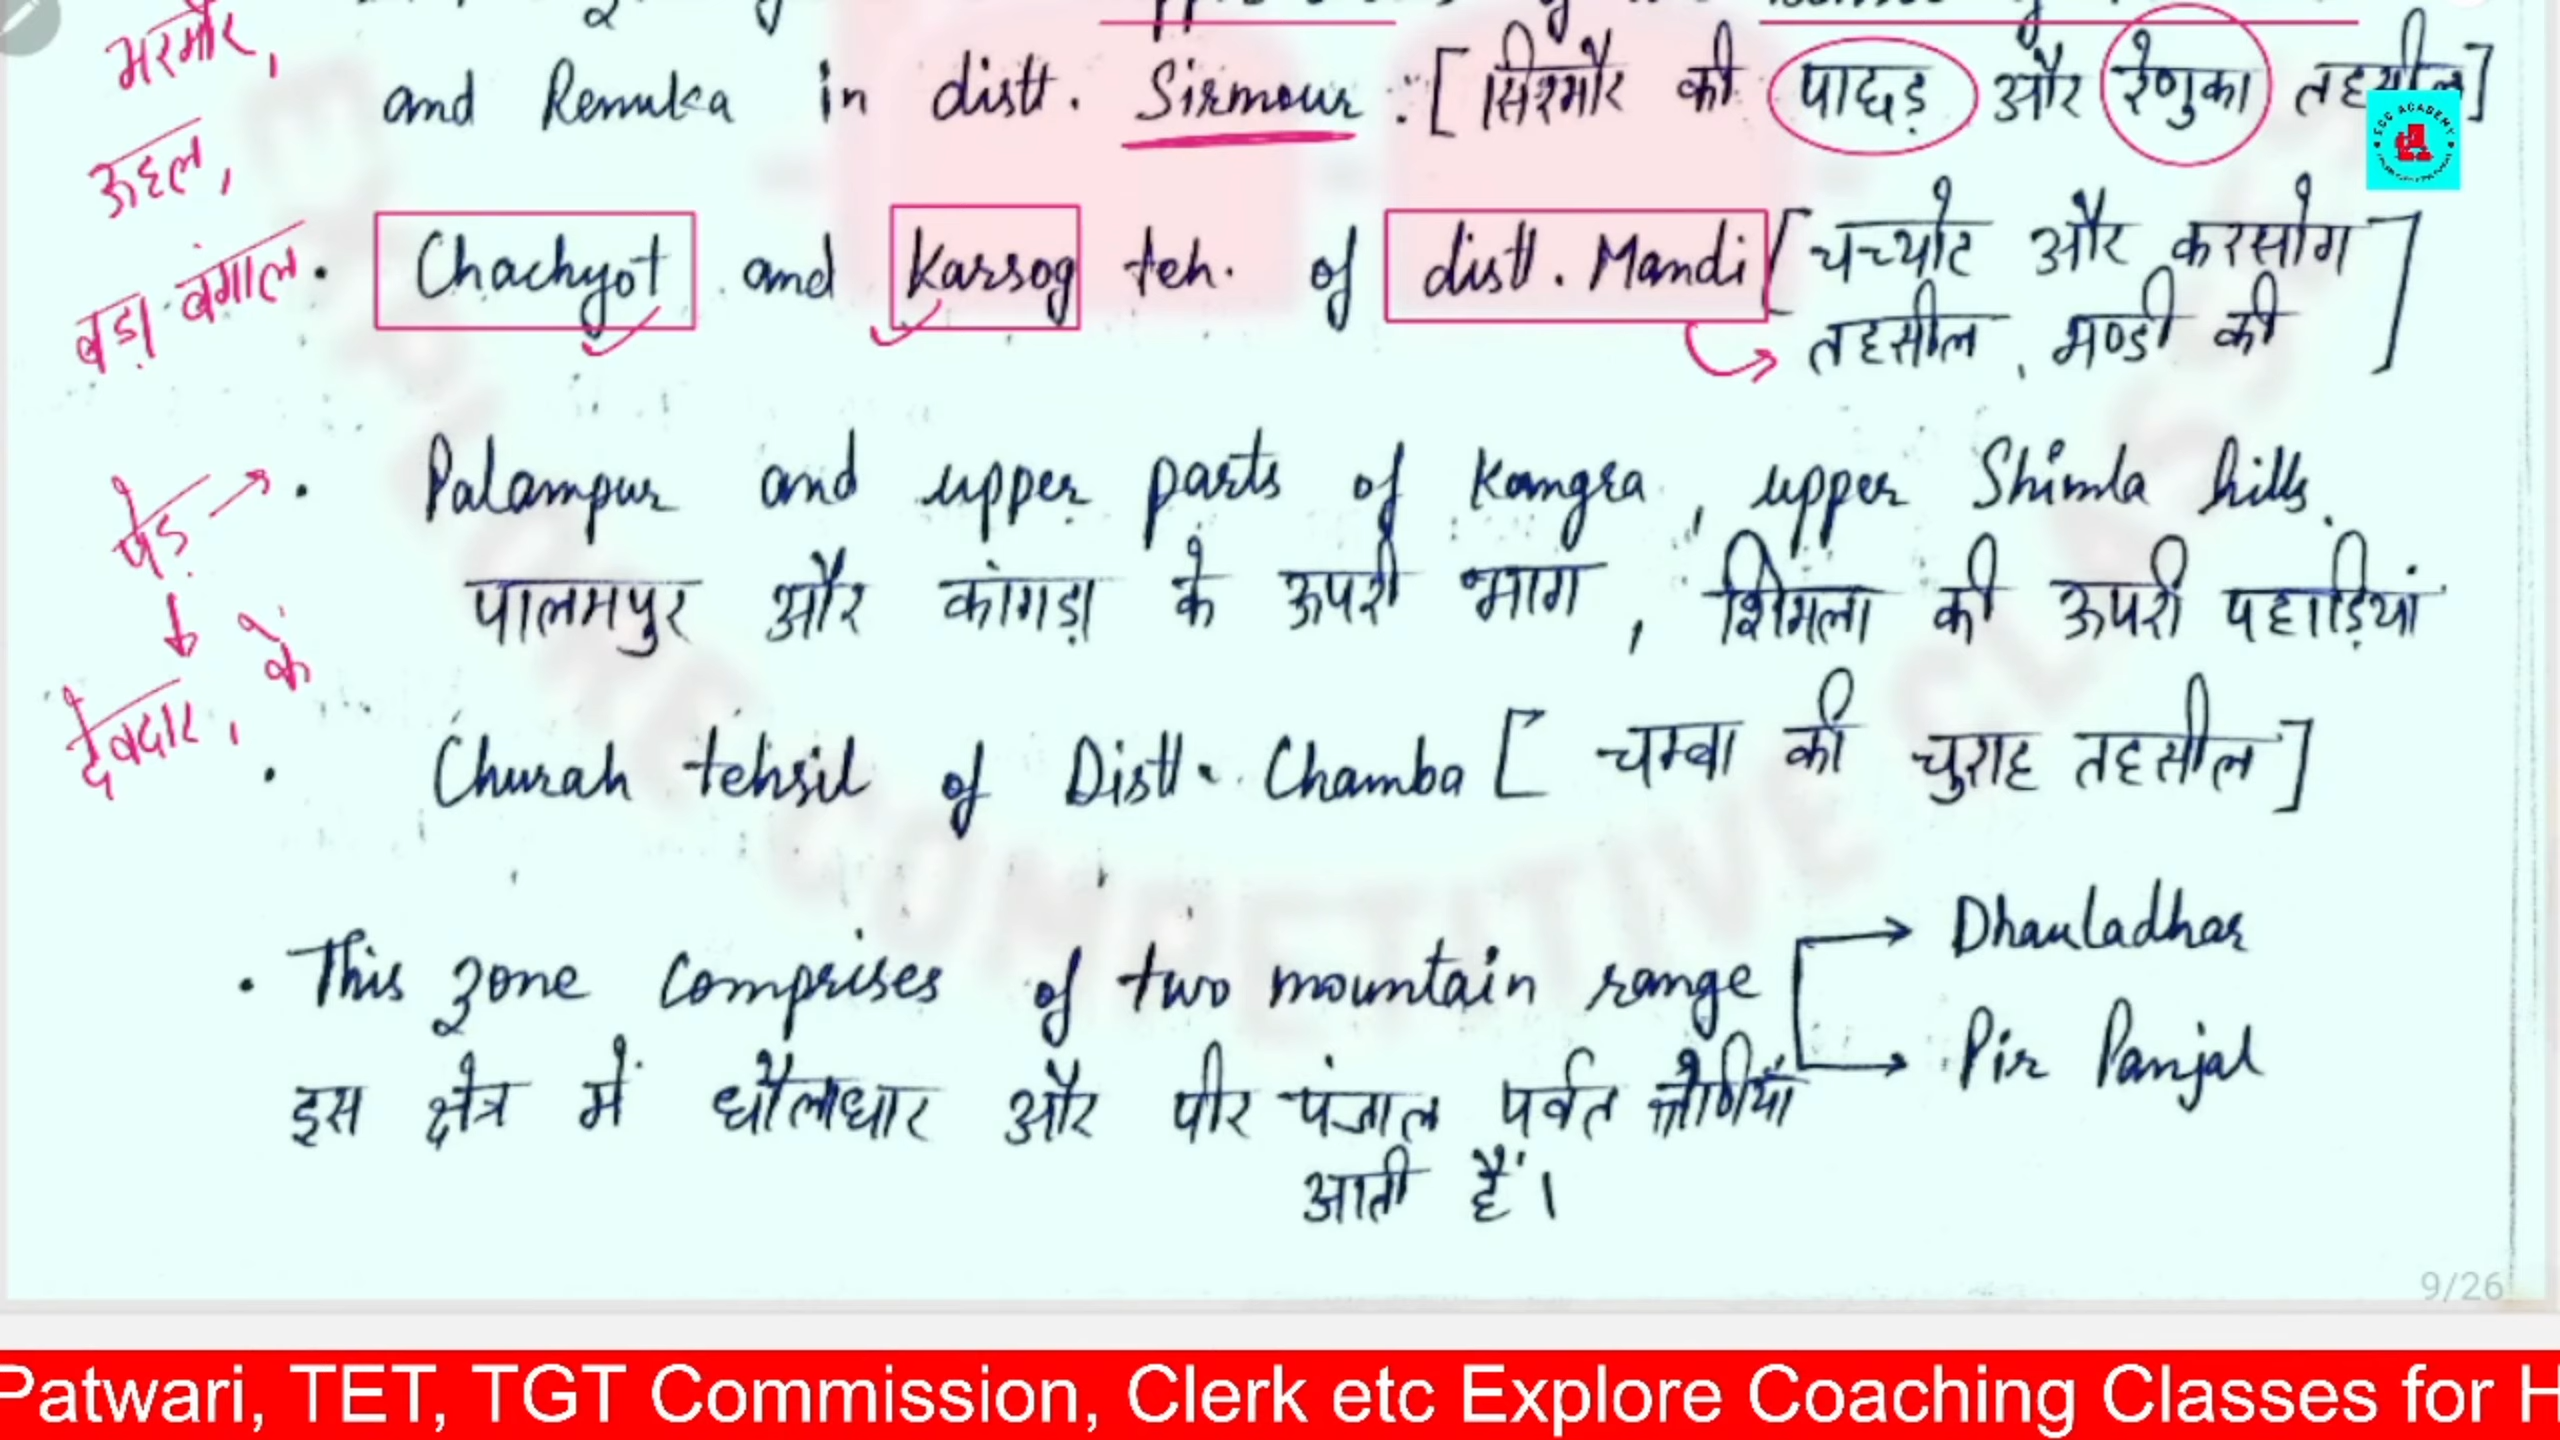 and Renuka in distt. Sirmour :[ सिरमौर की पाछड़ और रेणुका तहसील]
भरमौर,
ऊहल,
बड़ा बंगाल
• Chachyot and Karsog teh. of distt. Mandi [ चच्योट और करसोग
तहसील, मण्डी की ]
पेड़ →
• Palampur and upper parts of Kangra, upper Shimla hills.
पालमपुर और कांगड़ा के ऊपरी भाग, शिमला की ऊपरी पहाड़ियां
देवदार, के
• Churah tehsil of Distt. Chamba [ चम्बा की चुराह तहसील ]
• This zone comprises of two mountain range
→ Dhauladhar
→ Pir Panjal
इस क्षेत्र में धौलाधार और पीर पंजाल पर्वत श्रेणियां
आती हैं।
9/26
COMPETITIVE
Patwari, TET, TGT Commission, Clerk etc Explore Coaching Classes for H